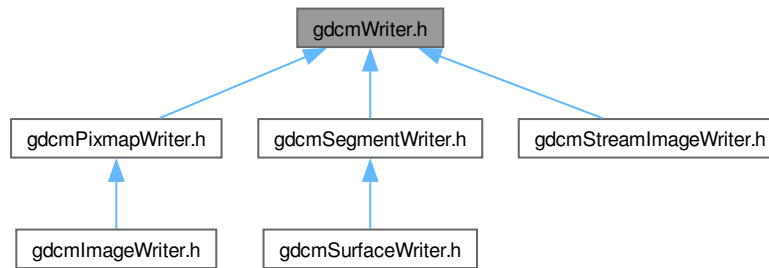 gdcmWriter.h
gdcmPixmapWriter.h
gdcmSegmentWriter.h
gdcmStreamImageWriter.h
gdcmImageWriter.h
gdcmSurfaceWriter.h